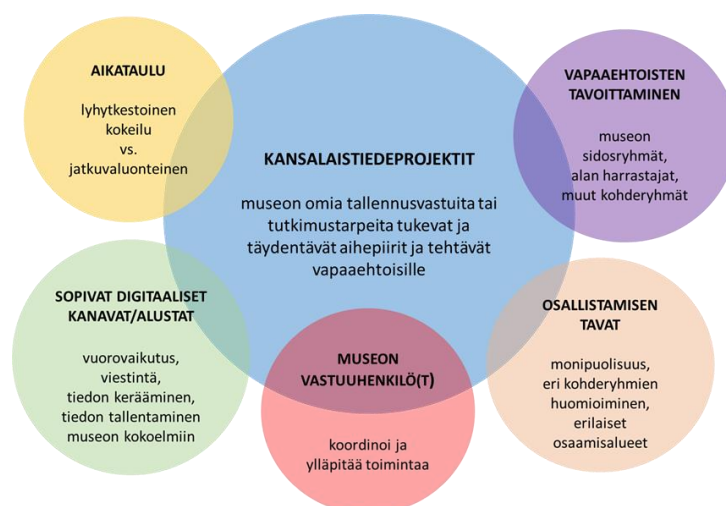 AIKATAULU
lyhytkestoinen
kokeilu
vs.
jatkuvaluonteinen
VAPAAEHTOISTEN
TAVOITTAMINEN
museon
sidosryhmät,
alan harrastajat,
muut kohderyhmät
KANSALAISTIEDEPROJEKTIT
museon omia tallennusvastuita tai
tutkimustarpeita tukevat ja
täydentävät aihepiirit ja tehtävät
vapaaehtoisille
SOPIVAT DIGITAALISET
KANAVAT/ALUSTAT
vuorovaikutus,
viestintä,
tiedon kerääminen,
tiedon tallentaminen
museon kokoelmiin
MUSEON
VASTUUHENKILÖ(T)
koordinoi ja
ylläpitää toimintaa
OSALLISTAMISEN
TAVAT
monipuolisuus,
eri kohderyhmien
huomioiminen,
erilaiset
osaamisalueet